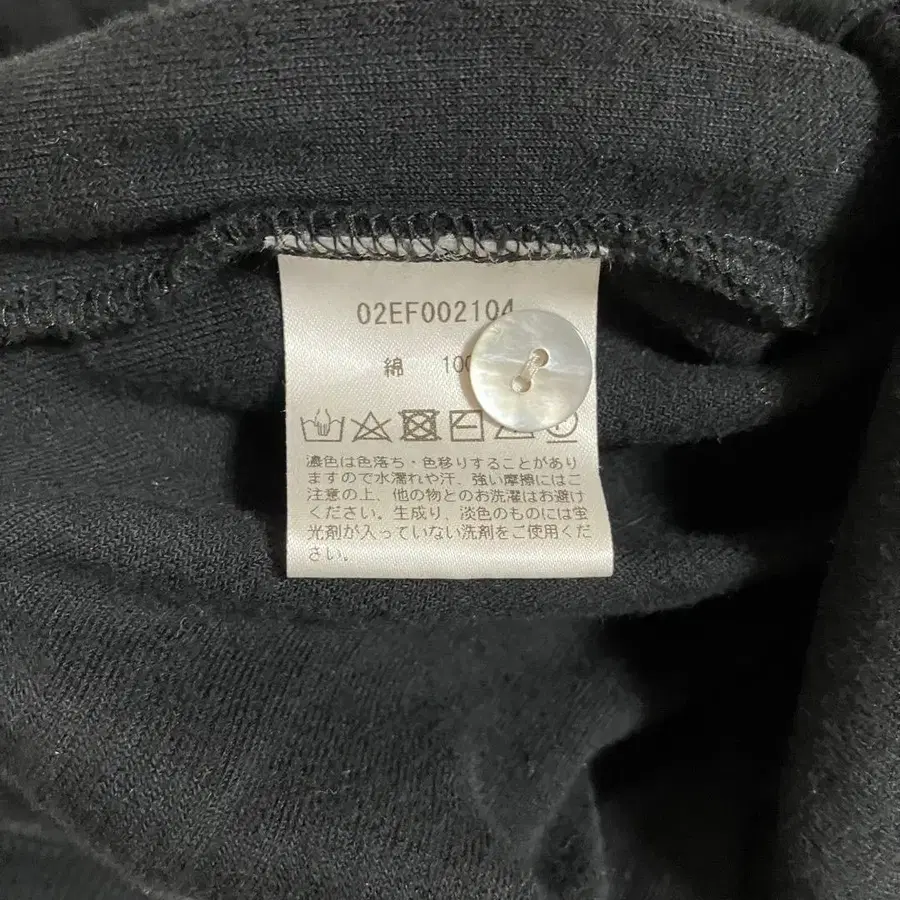 02EF002104
綿 100
濃色は色落ち・色移りすることがあり
ますので水濡れや汗、強い摩擦にはご
注意の上、他の物とのお洗濯はお避け
ください。生成り、淡色のものには蛍
光剤が入っていない洗剤をご使用くだ
さい。